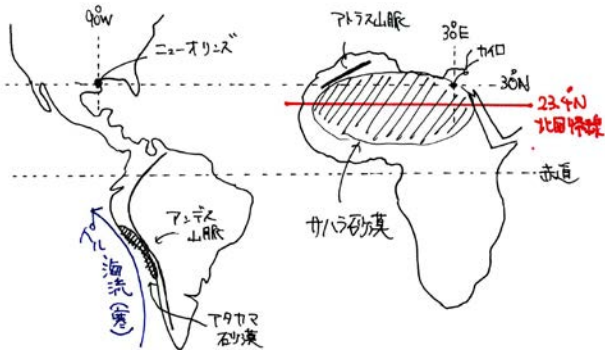 90°W
ニューオリンズ
アトラス山脈
30°E
カイロ
30°N
23.4°N
北回帰線
赤道
サハラ砂漠
アンデス
山脈
ペルー海流(寒)
アタカマ
砂漠